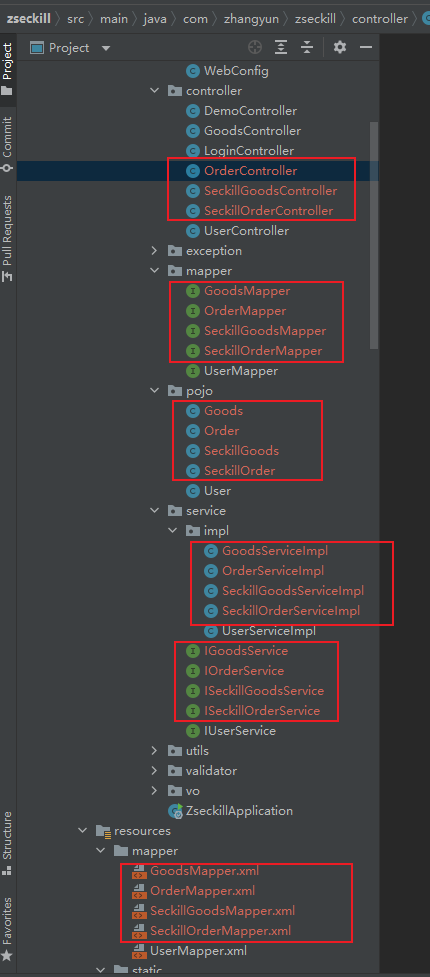 zseckill › src › main › java › com › zhangyun › zseckill › controller ›
Project
Project
WebConfig
controller
DemoController
GoodsController
LoginController
OrderController
SeckillGoodsController
SeckillOrderController
UserController
exception
mapper
GoodsMapper
OrderMapper
SeckillGoodsMapper
SeckillOrderMapper
UserMapper
pojo
Goods
Order
SeckillGoods
SeckillOrder
User
service
impl
GoodsServiceImpl
OrderServiceImpl
SeckillGoodsServiceImpl
SeckillOrderServiceImpl
UserServiceImpl
IGoodsService
IOrderService
ISeckillGoodsService
ISeckillOrderService
IUserService
utils
validator
vo
ZseckillApplication
resources
mapper
GoodsMapper.xml
OrderMapper.xml
SeckillGoodsMapper.xml
SeckillOrderMapper.xml
UserMapper.xml
static
Commit
Pull Requests
Structure
Favorites